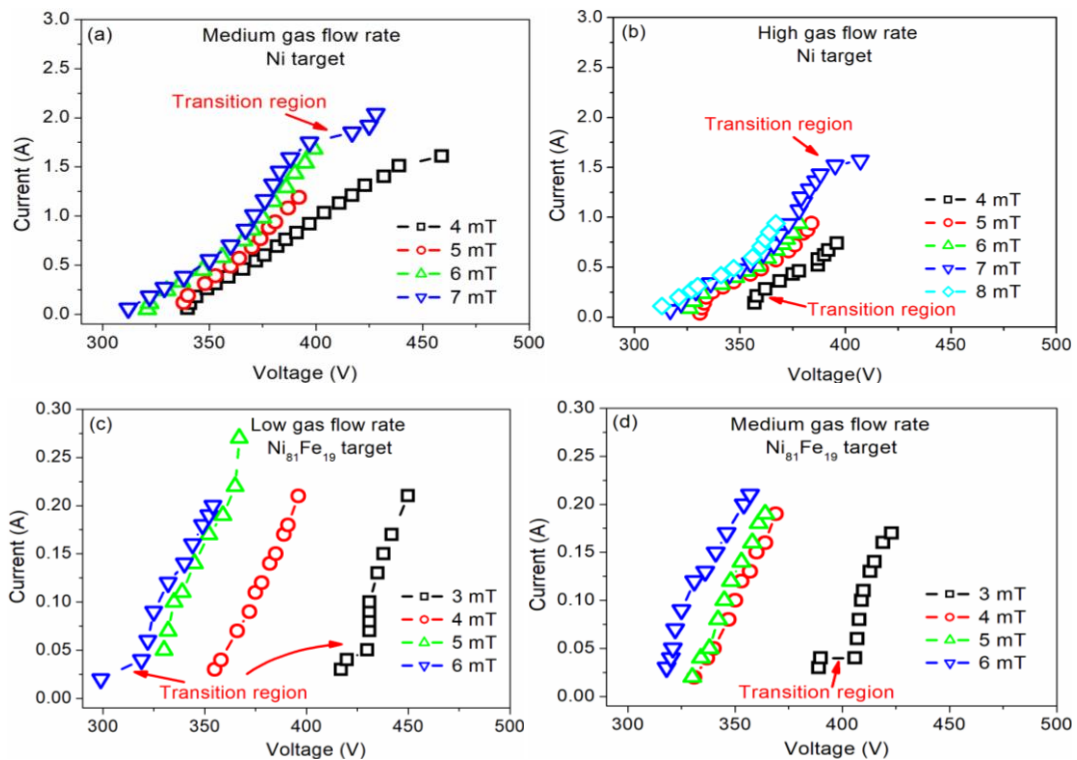 (a)
Medium gas flow rate
Ni target
Transition region
4 mT
5 mT
6 mT
7 mT
3.0
2.5
2.0
1.5
1.0
0.5
0.0
Current (A)
300 350 400 450 500
Voltage (V)
(b)
High gas flow rate
Ni target
Transition region
4 mT
5 mT
6 mT
7 mT
8 mT
Transition region
3.0
2.5
2.0
1.5
1.0
0.5
0.0
Current (A)
300 350 400 450 500
Voltage(V)
(c)
Low gas flow rate
Ni₈₁Fe₁₉ target
3 mT
4 mT
5 mT
6 mT
Transition region
0.30
0.25
0.20
0.15
0.10
0.05
0.00
Current (A)
300 350 400 450 500
Voltage (V)
(d)
Medium gas flow rate
Ni₈₁Fe₁₉ target
3 mT
4 mT
5 mT
6 mT
Transition region
0.30
0.25
0.20
0.15
0.10
0.05
0.00
Current (A)
300 350 400 450 500
Voltage (V)